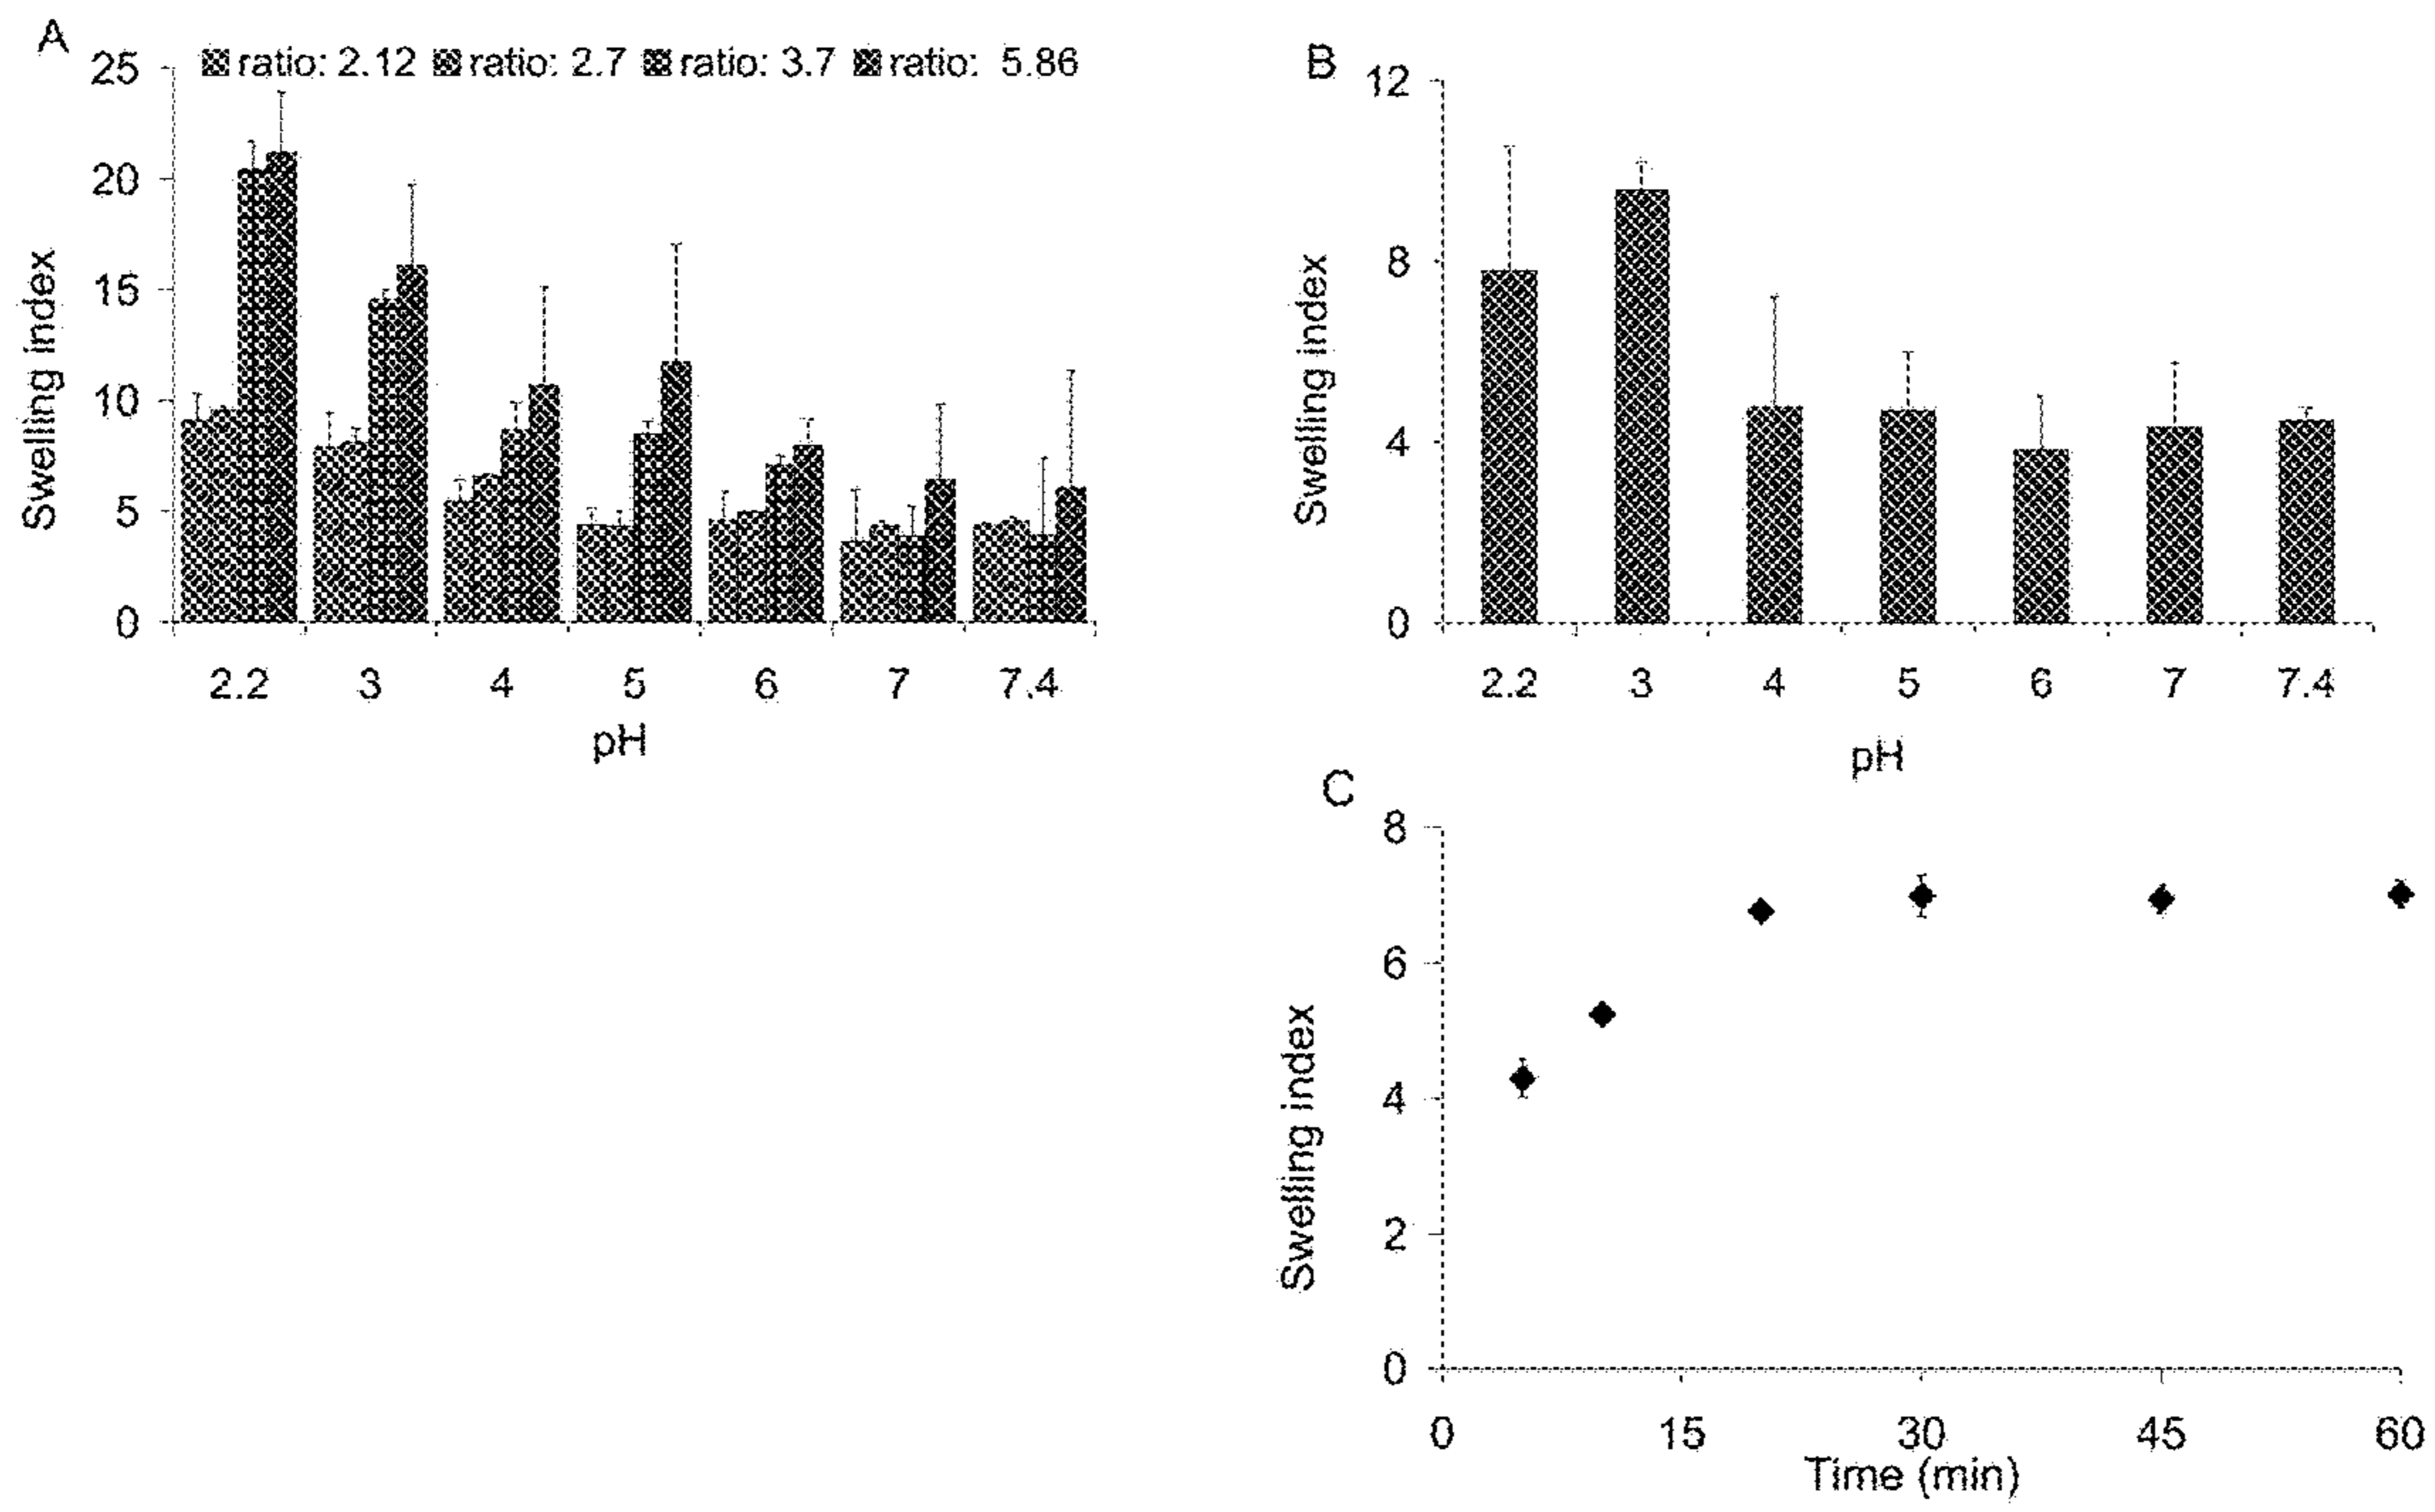 A
ratio: 2.12 ratio: 2.7 ratio: 3.7 ratio: 5.86
25
20
15
10
5
0
Swelling index
2.2 3 4 5 6 7 7.4
pH
B
12
8
4
0
Swelling index
2.2 3 4 5 6 7 7.4
pH
C
8
6
4
2
0
Swelling index
0 15 30 45 60
Time (min)